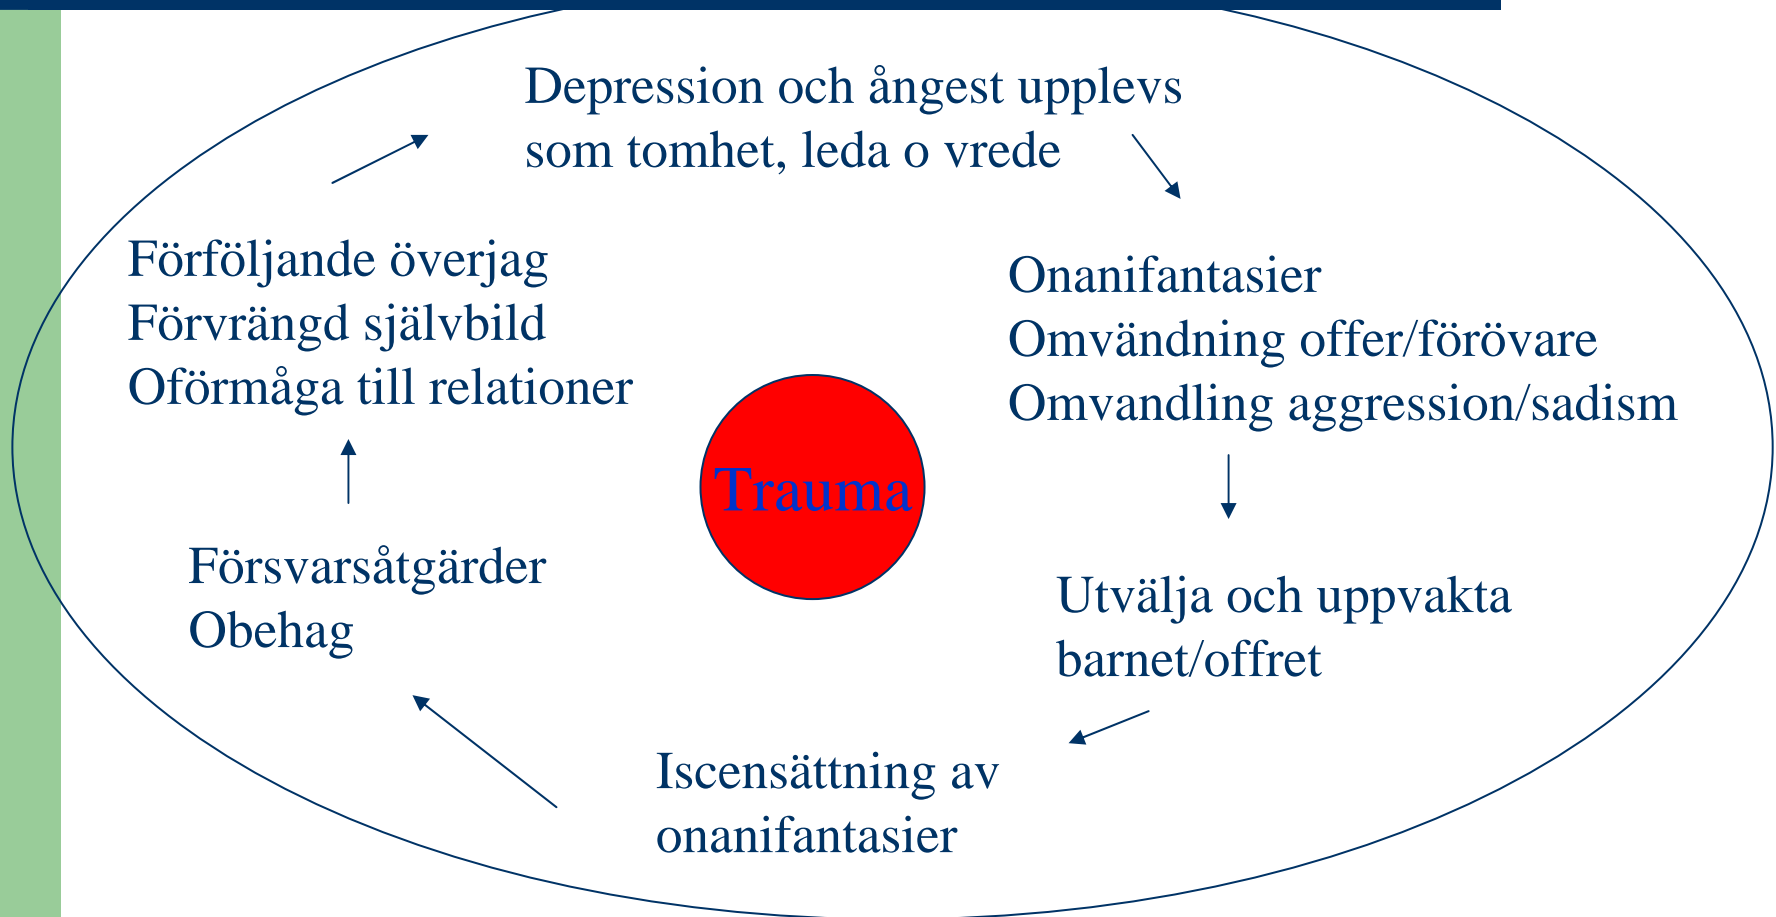 Depression och ångest upplevs
som tomhet, leda o vrede
Onanifantasier
Omvändning offer/förövare
Omvandling aggression/sadism
Utvälja och uppvakta
barnet/offret
Iscensättning av
onanifantasier
Försvarsåtgärder
Obehag
Förföljande överjag
Förvrängd självbild
Oförmåga till relationer
Trauma